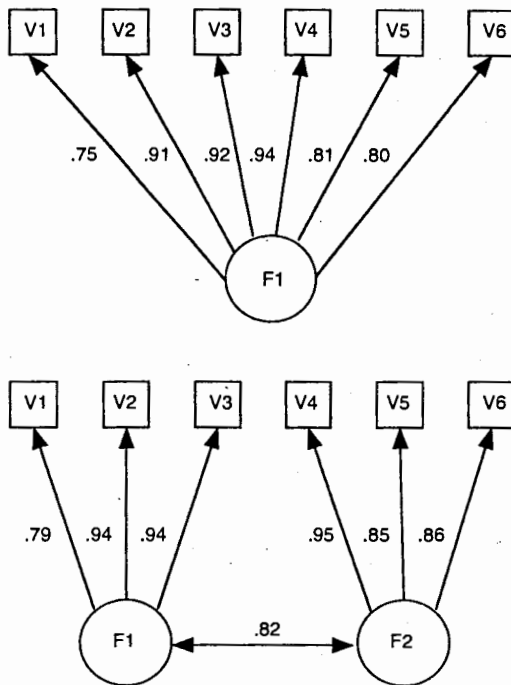 V1 V2 V3 V4 V5 V6
.75 .91 .92 .94 .81 .80
F1
V1 V2 V3 V4 V5 V6
.79 .94 .94 .95 .85 .86
.82
F1 F2